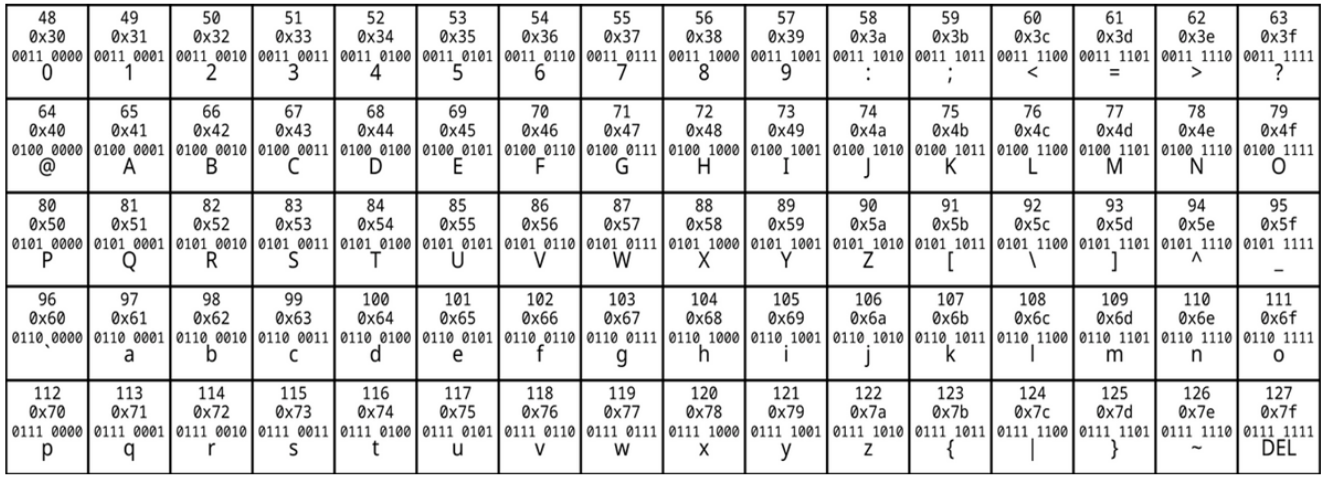 48 49 50 51 52 53 54 55 56 57 58 59 60 61 62 63
0x30 0x31 0x32 0x33 0x34 0x35 0x36 0x37 0x38 0x39 0x3a 0x3b 0x3c 0x3d 0x3e 0x3f
0011 0000 0011 0001 0011 0010 0011 0011 0011 0100 0011 0101 0011 0110 0011 0111 0011 1000 0011 1001 0011 1010 0011 1011 0011 1100 0011 1101 0011 1110 0011 1111
0 1 2 3 4 5 6 7 8 9 : ; < = > ?
64 65 66 67 68 69 70 71 72 73 74 75 76 77 78 79
0x40 0x41 0x42 0x43 0x44 0x45 0x46 0x47 0x48 0x49 0x4a 0x4b 0x4c 0x4d 0x4e 0x4f
0100 0000 0100 0001 0100 0010 0100 0011 0100 0100 0100 0101 0100 0110 0100 0111 0100 1000 0100 1001 0100 1010 0100 1011 0100 1100 0100 1101 0100 1110 0100 1111
@ A B C D E F G H I J K L M N O
80 81 82 83 84 85 86 87 88 89 90 91 92 93 94 95
0x50 0x51 0x52 0x53 0x54 0x55 0x56 0x57 0x58 0x59 0x5a 0x5b 0x5c 0x5d 0x5e 0x5f
0101 0000 0101 0001 0101 0010 0101 0011 0101 0100 0101 0101 0101 0110 0101 0111 0101 1000 0101 1001 0101 1010 0101 1011 0101 1100 0101 1101 0101 1110 0101 1111
P Q R S T U V W X Y Z [ \ ] ^ _
96 97 98 99 100 101 102 103 104 105 106 107 108 109 110 111
0x60 0x61 0x62 0x63 0x64 0x65 0x66 0x67 0x68 0x69 0x6a 0x6b 0x6c 0x6d 0x6e 0x6f
0110 0000 0110 0001 0110 0010 0110 0011 0110 0100 0110 0101 0110 0110 0110 0111 0110 1000 0110 1001 0110 1010 0110 1011 0110 1100 0110 1101 0110 1110 0110 1111
` a b c d e f g h i j k l m n o
112 113 114 115 116 117 118 119 120 121 122 123 124 125 126 127
0x70 0x71 0x72 0x73 0x74 0x75 0x76 0x77 0x78 0x79 0x7a 0x7b 0x7c 0x7d 0x7e 0x7f
0111 0000 0111 0001 0111 0010 0111 0011 0111 0100 0111 0101 0111 0110 0111 0111 0111 1000 0111 1001 0111 1010 0111 1011 0111 1100 0111 1101 0111 1110 0111 1111
p q r s t u v w x y z { | } ~ DEL